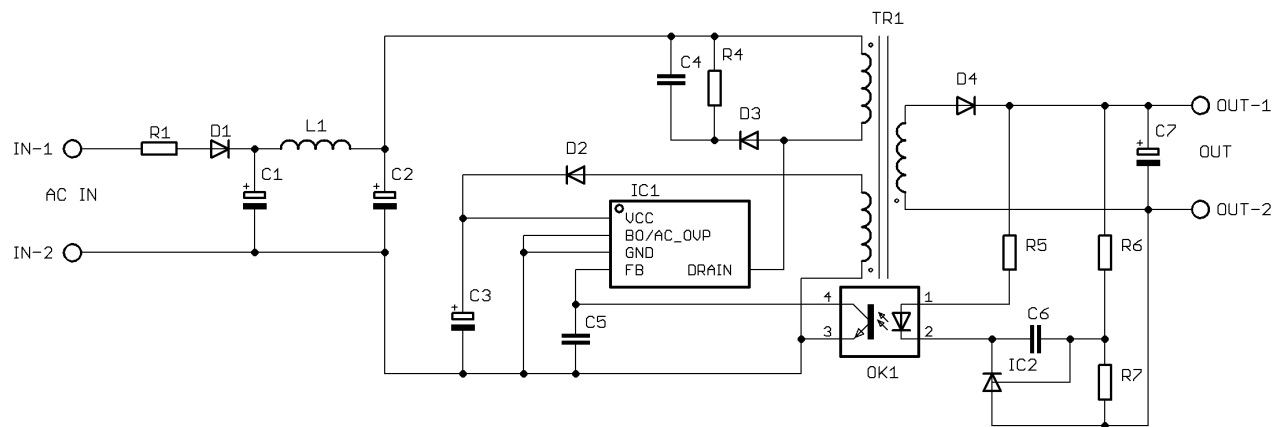 TR1
C4
R4
D3
D4
OUT-1
C7
OUT
OUT-2
R1
D1
L1
IN-1
AC IN
IN-2
C1
C2
D2
IC1
VCC
BO/AC_OVP
GND
FB
DRAIN
C3
C5
4
3
1
2
OK1
R5
R6
C6
IC2
R7
+
+
+
+